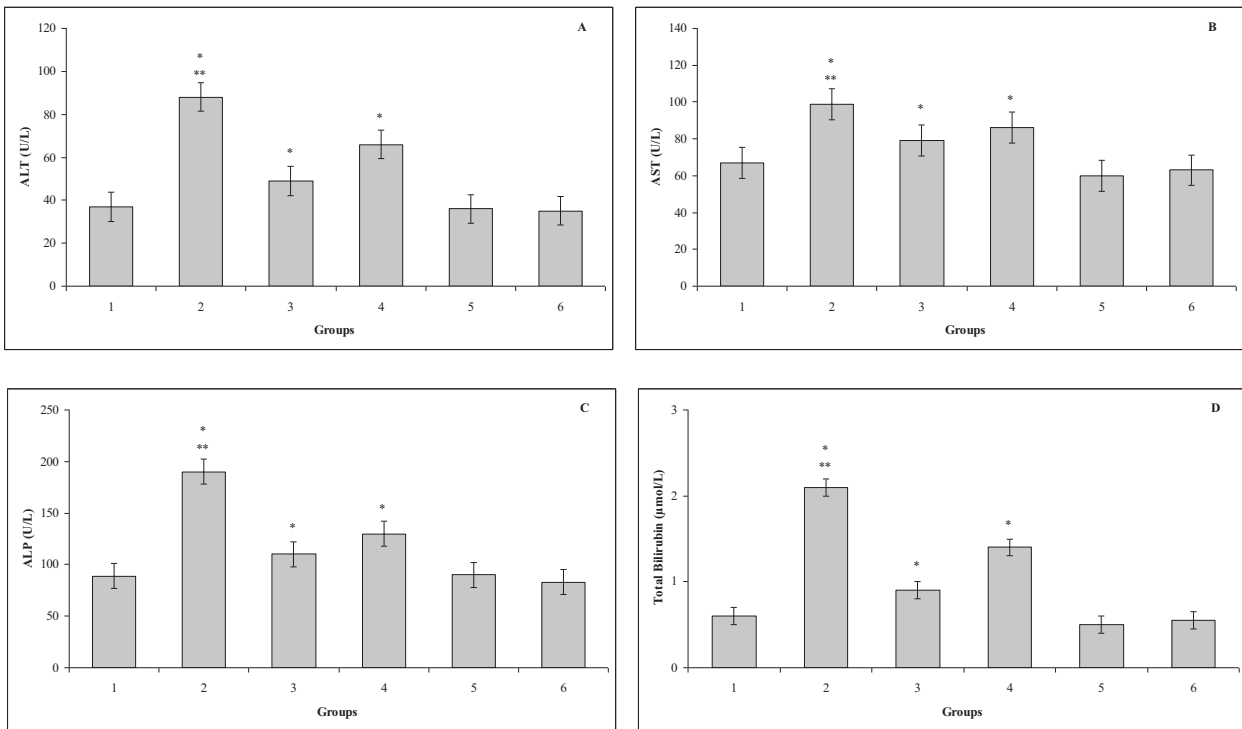 A
120
100
80
60
40
20
0
ALT (U/L)
*
**
*
*
1 2 3 4 5 6
Groups
B
140
120
100
80
60
40
20
0
AST (U/L)
*
**
*
*
1 2 3 4 5 6
Groups
C
250
200
150
100
50
0
ALP (U/L)
*
**
*
*
1 2 3 4 5 6
Groups
D
3
2
1
0
Total Bilirubin (µmol/L)
*
**
*
*
1 2 3 4 5 6
Groups